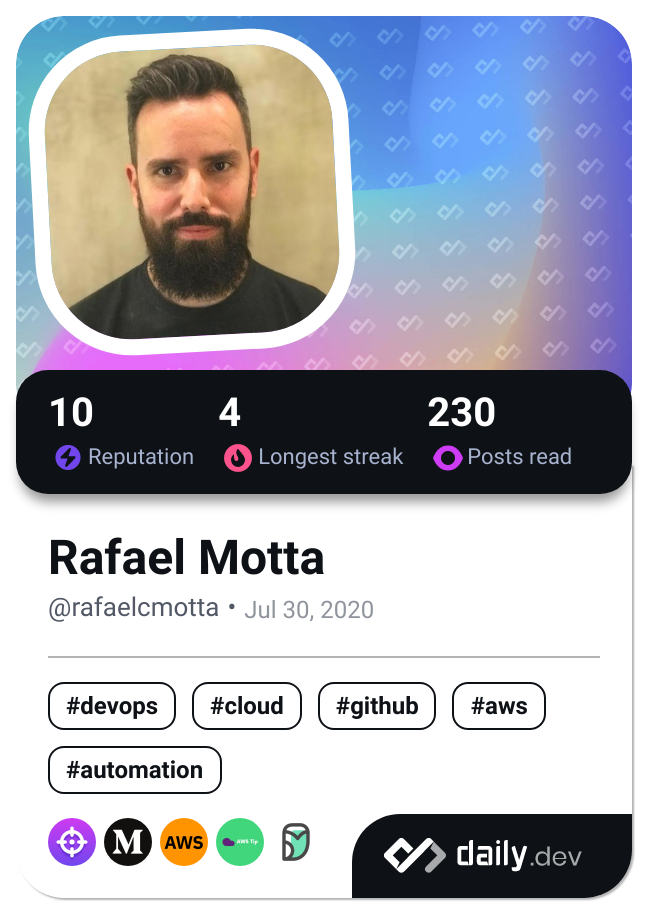 10 4 230
Reputation Longest streak Posts read
Rafael Motta
@rafaelcmotta • Jul 30, 2020
#devops #cloud #github #aws
#automation
M AWS AWS Tip
daily.dev